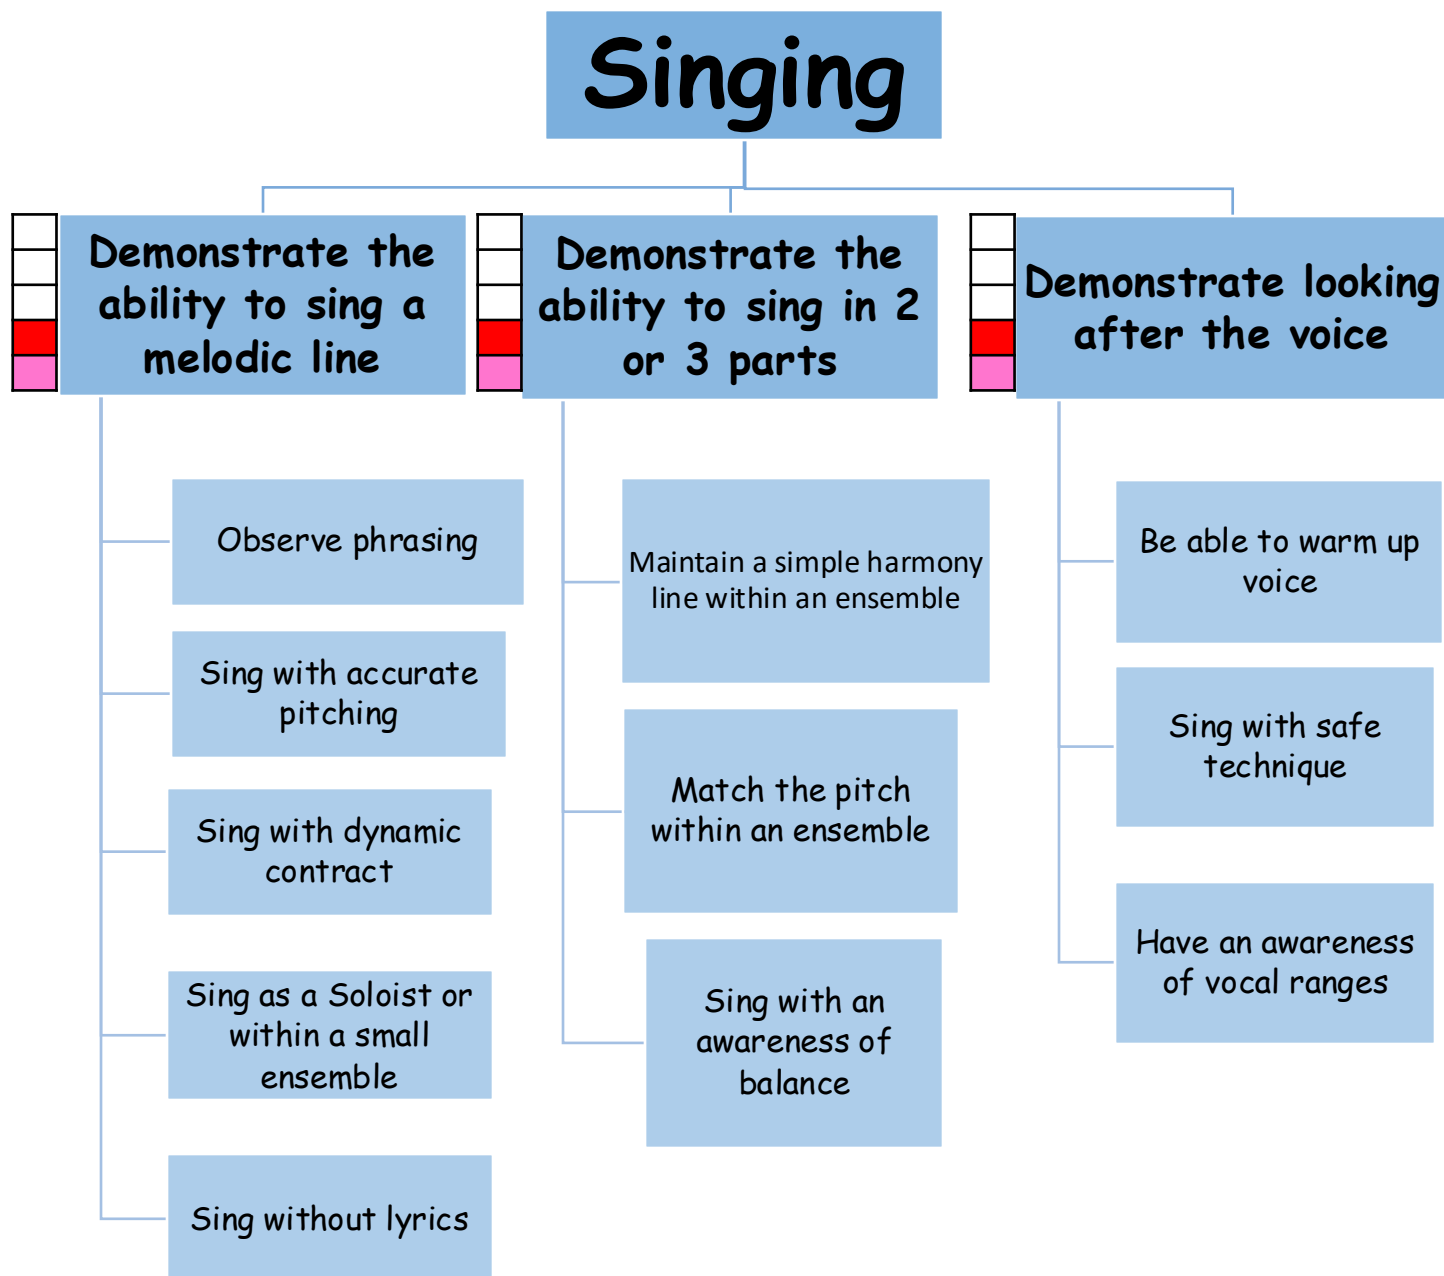 Singing
Demonstrate the
ability to sing a
melodic line
Observe phrasing
Sing with accurate
pitching
Sing with dynamic
contract
Sing as a Soloist or
within a small
ensemble
Sing without lyrics
Demonstrate the
ability to sing in 2
or 3 parts
Maintain a simple harmony
line within an ensemble
Match the pitch
within an ensemble
Sing with an
awareness of
balance
Demonstrate looking
after the voice
Be able to warm up
voice
Sing with safe
technique
Have an awareness
of vocal ranges